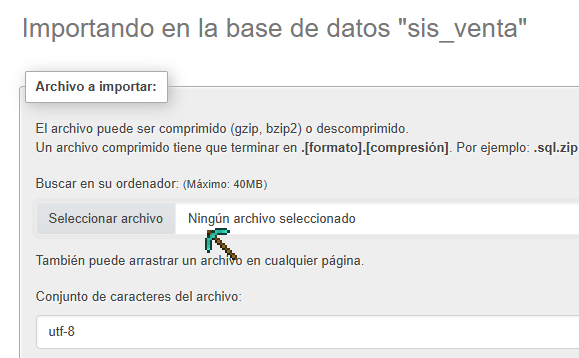 Importando en la base de datos "sis_venta"
Archivo a importar:
El archivo puede ser comprimido (gzip, bzip2) o descomprimido.
Un archivo comprimido tiene que terminar en .[formato].[compresión]. Por ejemplo: .sql.zip
Buscar en su ordenador: (Máximo: 40MB)
Seleccionar archivo Ningún archivo seleccionado
También puede arrastrar un archivo en cualquier página.
Conjunto de caracteres del archivo:
utf-8